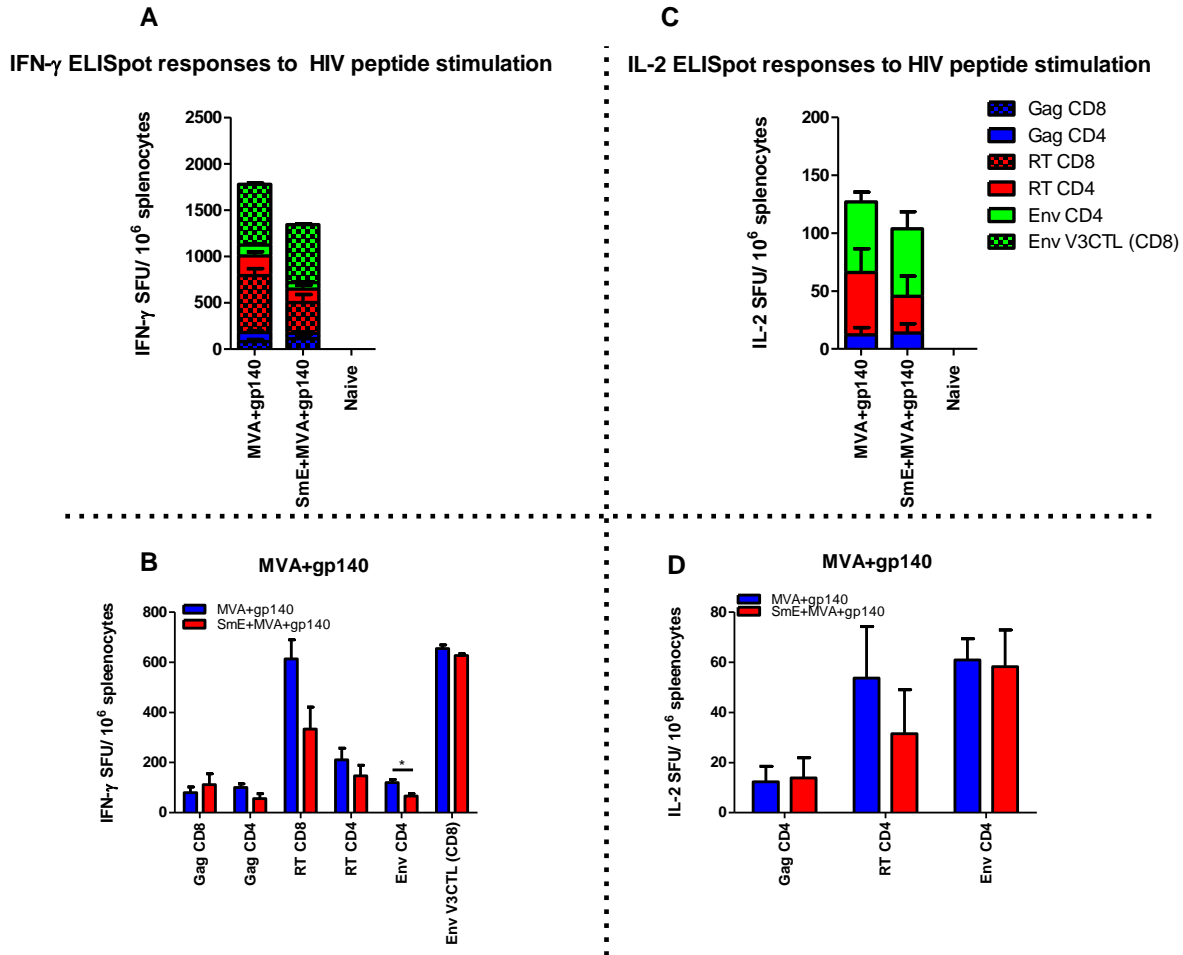 A
IFN-γ ELISpot responses to HIV peptide stimulation
IFN-γ SFU/ 10⁶ splenocytes
2500
2000
1500
1000
500
0
MVA+gp140
SmE+MVA+gp140
Naive
C
IL-2 ELISpot responses to HIV peptide stimulation
IL-2 SFU/ 10⁶ splenocytes
200
150
100
50
0
MVA+gp140
SmE+MVA+gp140
Naive
Gag CD8
Gag CD4
RT CD8
RT CD4
Env CD4
Env V3CTL (CD8)
B
MVA+gp140
MVA+gp140
SmE+MVA+gp140
IFN-γ SFU/ 10⁶ spleenocytes
800
600
400
200
0
*
Gag CD8
Gag CD4
RT CD8
RT CD4
Env CD4
Env V3CTL (CD8)
D
MVA+gp140
MVA+gp140
SmE+MVA+gp140
IL-2 SFU/ 10⁶ spleenocytes
80
60
40
20
0
Gag CD4
RT CD4
Env CD4